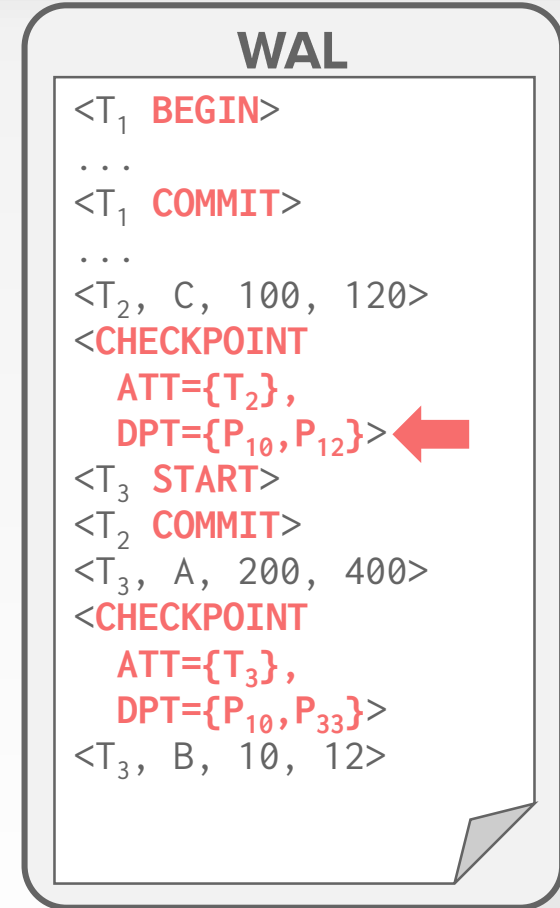 WAL
<T₁ BEGIN>
...
<T₁ COMMIT>
...
<T₂, C, 100, 120>
<CHECKPOINT
ATT={T₂},
DPT={P₁₀,P₁₂}>
<T₃ START>
<T₂ COMMIT>
<T₃, A, 200, 400>
<CHECKPOINT
ATT={T₃},
DPT={P₁₀,P₃₃}>
<T₃, B, 10, 12>